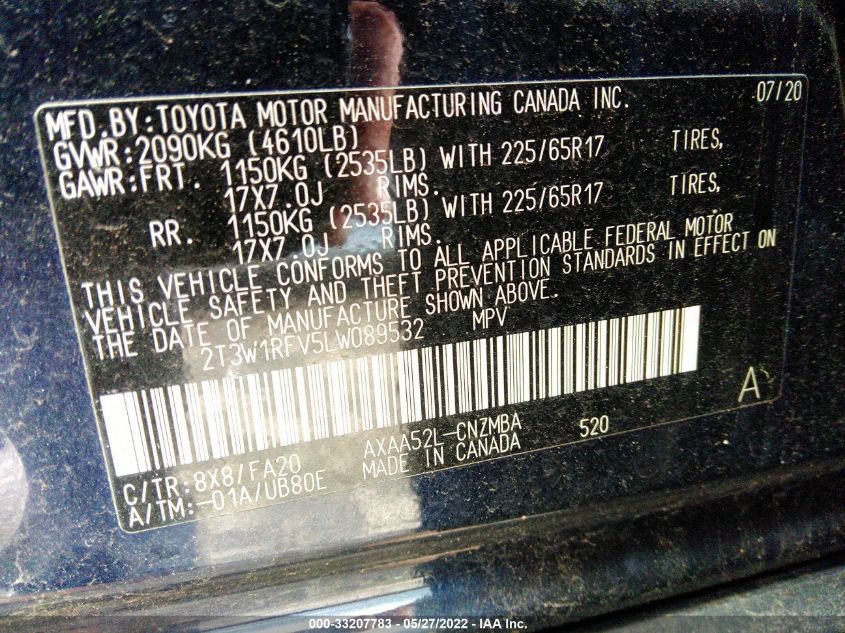 07/20
MFD.BY:TOYOTA MOTOR MANUFACTURING CANADA INC.
GVWR:2090KG (4610LB)
GAWR:FRT. 1150KG (2535LB) WITH 225/65R17 TIRES,
17X7.0J RIMS.
RR. 1150KG (2535LB) WITH 225/65R17 TIRES,
17X7.0J RIMS.
THIS VEHICLE CONFORMS TO ALL APPLICABLE FEDERAL MOTOR
VEHICLE SAFETY AND THEFT PREVENTION STANDARDS IN EFFECT ON
THE DATE OF MANUFACTURE SHOWN ABOVE.
2T3W1RFV5LW089532 MPV
A
AXAA52L-CNZMBA 520
C/TR:8X8/FA20 MADE IN CANADA
A/TM:-01A/UB80E
000-33207783 - 05/27/2022 - IAA Inc.